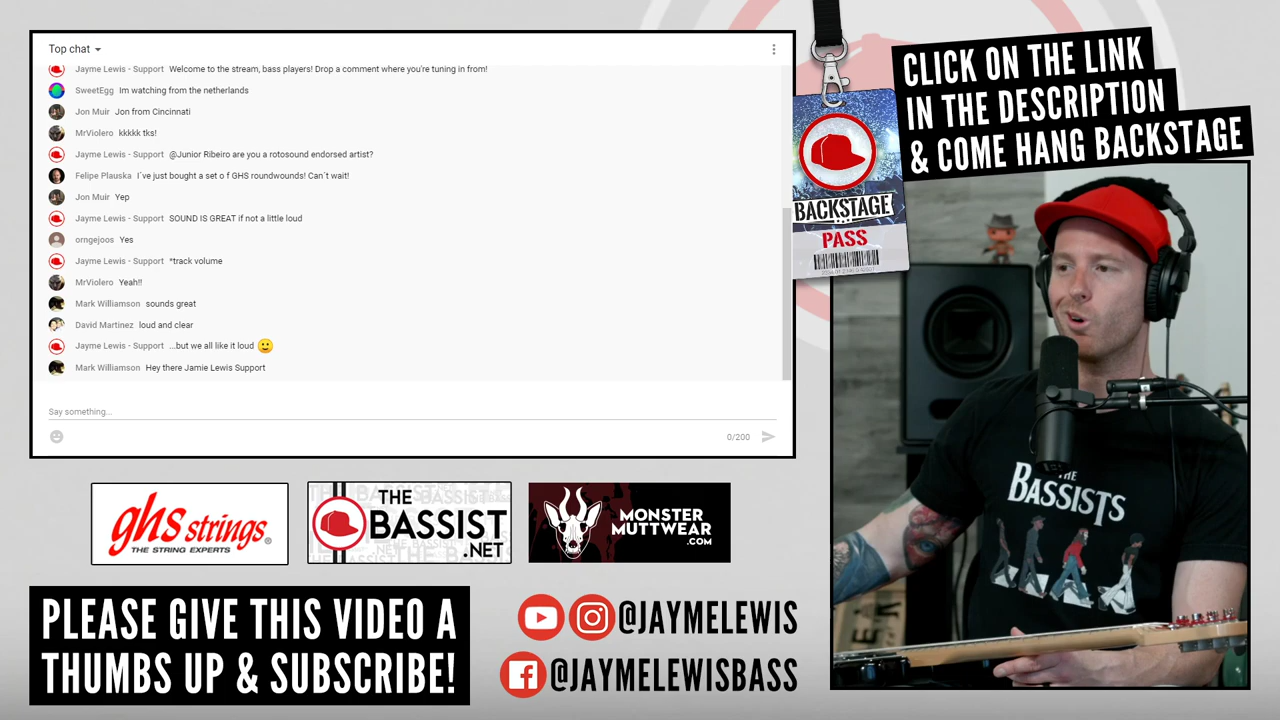 Top chat
Jayme Lewis - Support Welcome to the stream, bass players! Drop a comment where you're tuning in from!
SweetEgg Im watching from the netherlands
Jon Muir Jon from Cincinnati
MrViolero kkkkk tks!
Jayme Lewis - Support @Junior Ribeiro are you a rotosound endorsed artist?
Felipe Plauska I´ve just bought a set o f GHS roundwounds! Can´t wait!
Jon Muir Yep
Jayme Lewis - Support SOUND IS GREAT if not a little loud
orngejoos Yes
Jayme Lewis - Support *track volume
MrViolero Yeah!!
Mark Williamson sounds great
David Martinez loud and clear
Jayme Lewis - Support ...but we all like it loud
Mark Williamson Hey there Jamie Lewis Support
Say something...
0/200
CLICK ON THE LINK
IN THE DESCRIPTION
& COME HANG BACKSTAGE
BACKSTAGE
PASS
THE
BASSISTS
ghs strings®
THE STRING EXPERTS
THE
BASSIST
.NET
MONSTER
MUTTWEAR
.COM
PLEASE GIVE THIS VIDEO A
THUMBS UP & SUBSCRIBE!
@JAYMELEWIS
@JAYMELEWISBASS